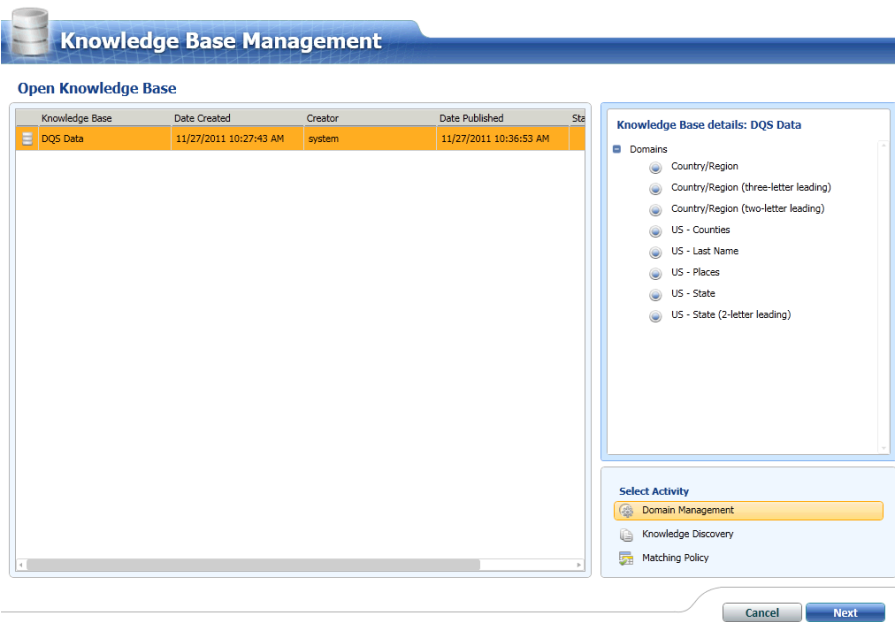 Knowledge Base Management
Open Knowledge Base
Knowledge Base Date Created Creator Date Published Sta
DQS Data 11/27/2011 10:27:43 AM system 11/27/2011 10:36:53 AM
Knowledge Base details: DQS Data
Domains
Country/Region
Country/Region (three-letter leading)
Country/Region (two-letter leading)
US - Counties
US - Last Name
US - Places
US - State
US - State (2-letter leading)
Select Activity
Domain Management
Knowledge Discovery
Matching Policy
Cancel Next